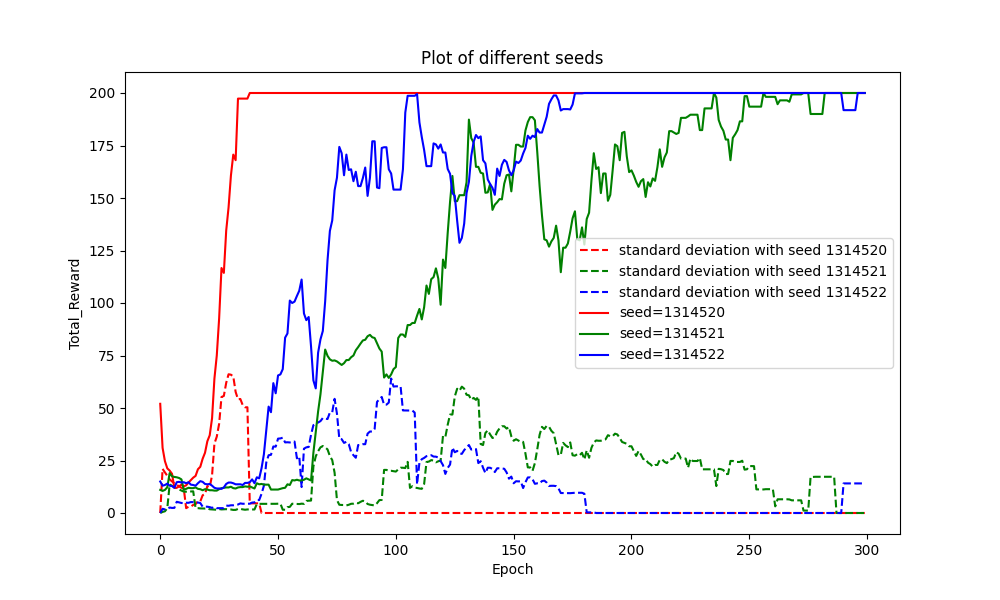 Plot of different seeds
Total_Reward
200
175
150
125
100
75
50
25
0
standard deviation with seed 1314520
standard deviation with seed 1314521
standard deviation with seed 1314522
seed=1314520
seed=1314521
seed=1314522
0 50 100 150 200 250 300
Epoch